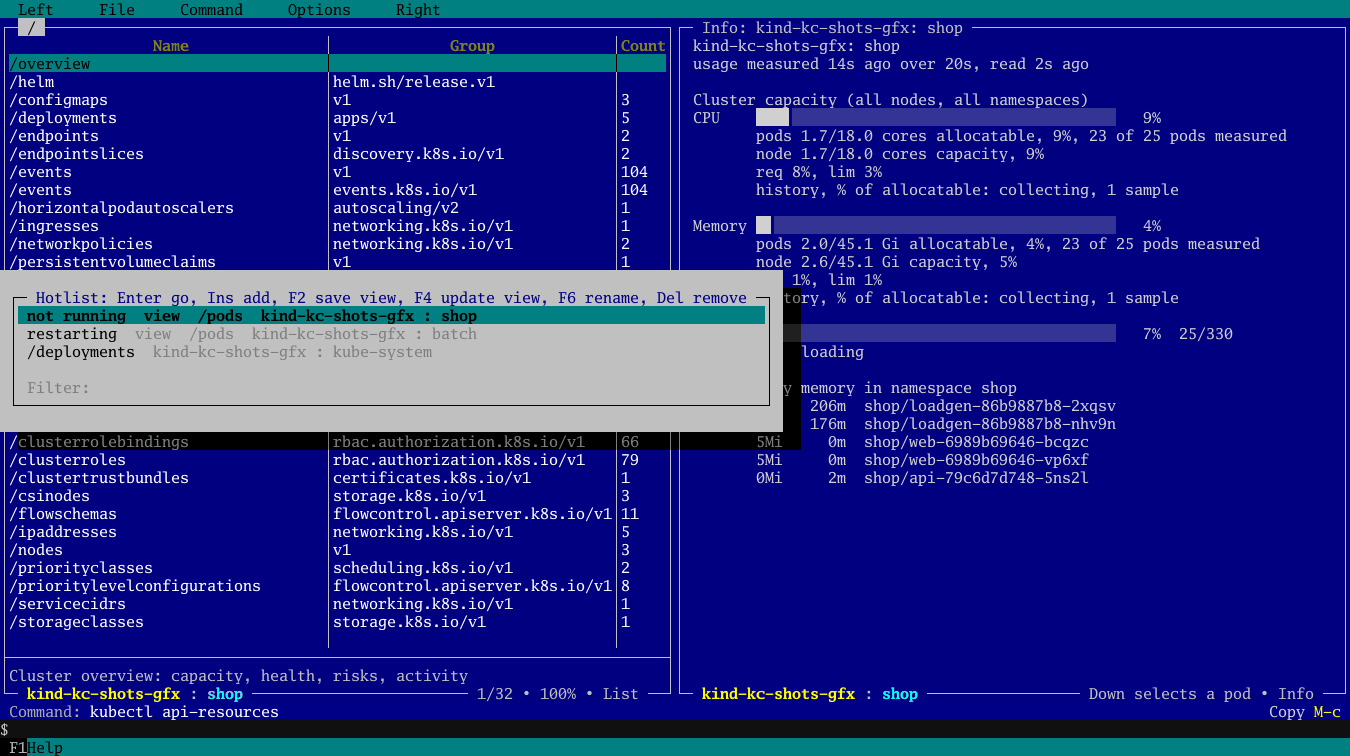 Left File Command Options Right
/
Name Group Count
/overview
/helm helm.sh/release.v1
/configmaps v1 3
/deployments apps/v1 5
/endpoints v1 2
/endpointslices discovery.k8s.io/v1 2
/events v1 104
/events events.k8s.io/v1 104
/horizontalpodautoscalers autoscaling/v2 1
/ingresses networking.k8s.io/v1 1
/networkpolicies networking.k8s.io/v1 2
/persistentvolumeclaims v1 1
Hotlist: Enter go, Ins add, F2 save view, F4 update view, F6 rename, Del remove
not running view /pods kind-kc-shots-gfx : shop
restarting view /pods kind-kc-shots-gfx : batch
/deployments kind-kc-shots-gfx : kube-system
Filter:
/clusterrolebindings rbac.authorization.k8s.io/v1 66
/clusterroles rbac.authorization.k8s.io/v1 79
/clustertrustbundles certificates.k8s.io/v1 1
/csinodes storage.k8s.io/v1 3
/flowschemas flowcontrol.apiserver.k8s.io/v1 11
/ipaddresses networking.k8s.io/v1 5
/nodes v1 3
/priorityclasses scheduling.k8s.io/v1 2
/prioritylevelconfigurations flowcontrol.apiserver.k8s.io/v1 8
/servicecidrs networking.k8s.io/v1 1
/storageclasses storage.k8s.io/v1 1
Cluster overview: capacity, health, risks, activity
kind-kc-shots-gfx : shop 1/32 • 100% • List
Info: kind-kc-shots-gfx: shop
kind-kc-shots-gfx: shop
usage measured 14s ago over 20s, read 2s ago
Cluster capacity (all nodes, all namespaces)
CPU 9%
pods 1.7/18.0 cores allocatable, 9%, 23 of 25 pods measured
node 1.7/18.0 cores capacity, 9%
req 8%, lim 3%
history, % of allocatable: collecting, 1 sample
Memory 4%
pods 2.0/45.1 Gi allocatable, 4%, 23 of 25 pods measured
node 2.6/45.1 Gi capacity, 5%
1%, lim 1%
tory, % of allocatable: collecting, 1 sample
7% 25/330
loading
y memory in namespace shop
206m shop/loadgen-86b9887b8-2xqsv
176m shop/loadgen-86b9887b8-nhv9n
5Mi 0m shop/web-6989b69646-bcqzc
5Mi 0m shop/web-6989b69646-vp6xf
0Mi 2m shop/api-79c6d7d748-5ns2l
kind-kc-shots-gfx : shop Down selects a pod • Info
Command: kubectl api-resources Copy M-c
$
F1Help